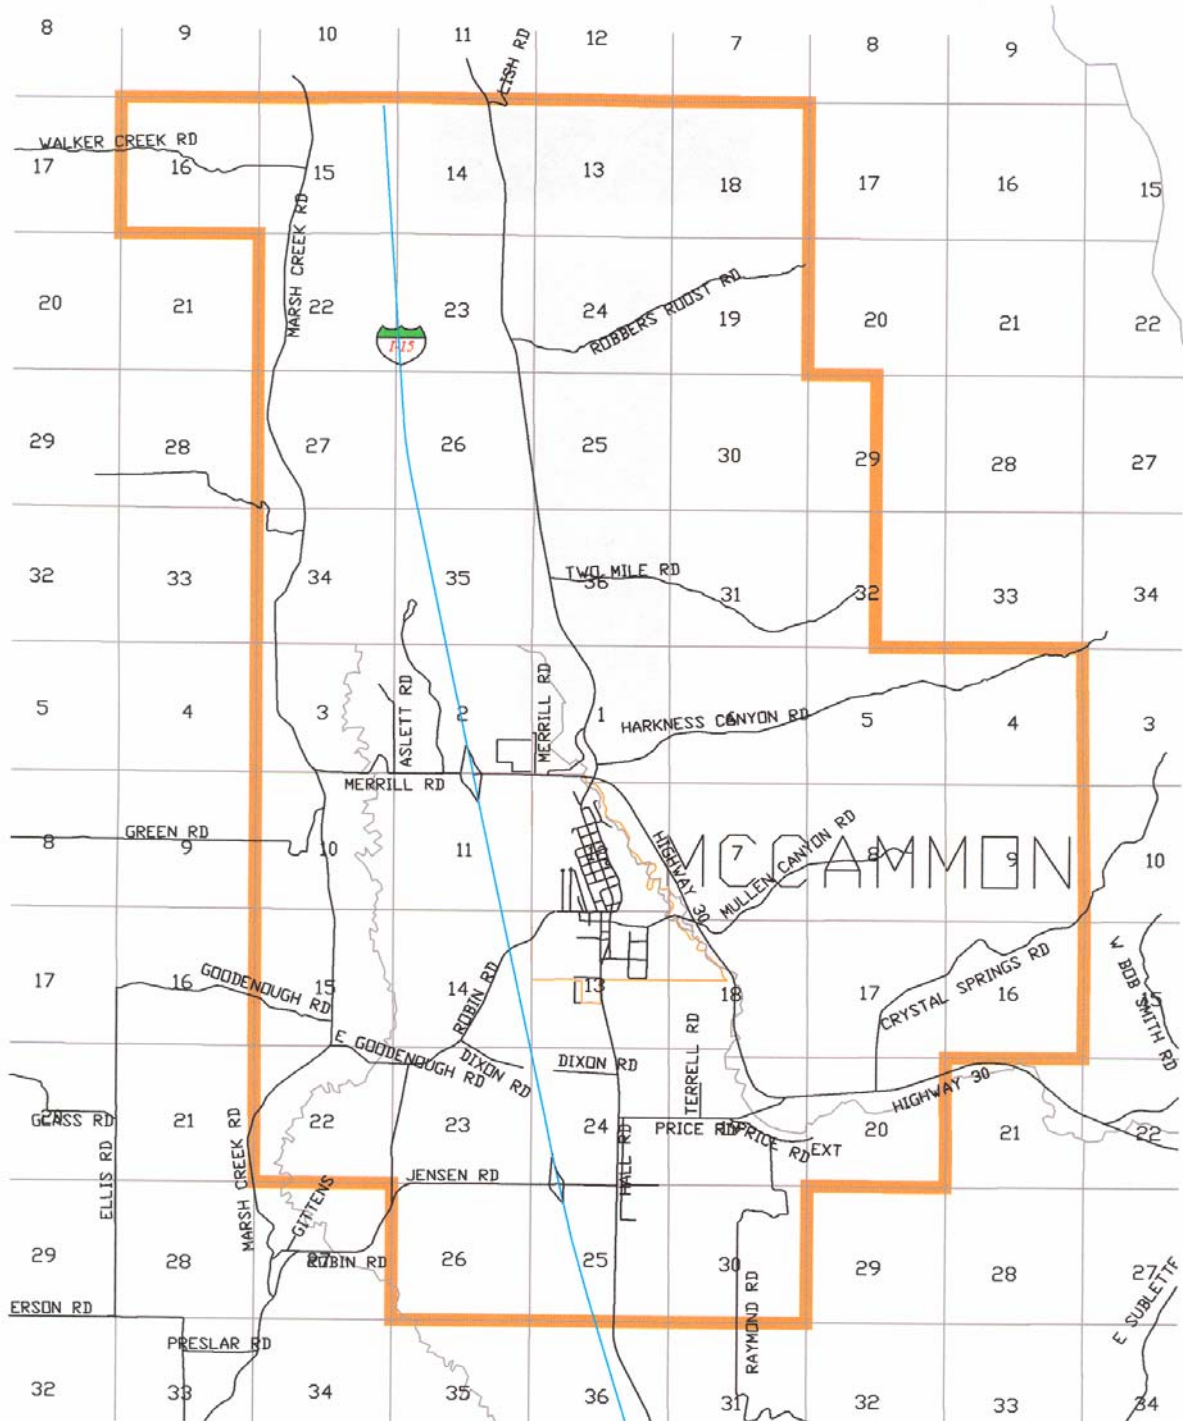 8 9 10 11 LISH RD 12 7 8 9
WALKER CREEK RD
17 16 15 14 13 18 17 16 15
MARSH CREEK RD
20 21 22 23 24 ROBBERS ROOST RD 19 20 21 22
I-15
29 28 27 26 25 30 29 28 27
32 33 34 35 TWO MILE RD 36 31 32 33 34
5 4 3 ASLETT RD 2 MERRILL RD 1 HARKNESS CANYON RD 6 5 4 3
MERRILL RD
8 GREEN RD 9 10 11 12 HIGHWAY 30 7 MULLEN CANYON RD 8 9 10
MCCAMMON
17 16 GOODENOUGH RD 15 14 ROBIN RD 13 18 17 CRYSTAL SPRINGS RD 16 W BOB SMITH RD 15
E GOODENOUGH RD DIXON RD DIXON RD TERRELL RD HIGHWAY 30
GLASS RD 21 22 23 24 PRICE RD PRICE RD EXT 20 21 22
ELLIS RD MARSH CREEK RD GITTENS JENSEN RD HALL RD
29 28 27 ROBIN RD 26 25 30 RAYMOND RD 29 28 27
ERSON RD E SUBLETTE
PRESLAR RD
32 33 34 35 36 31 32 33 34